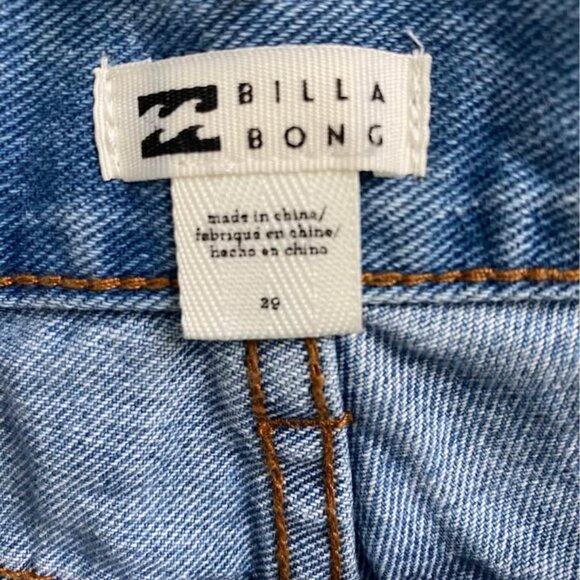 BILLA
BONG
made in china/
fabriqué en chine/
hecho en china
29